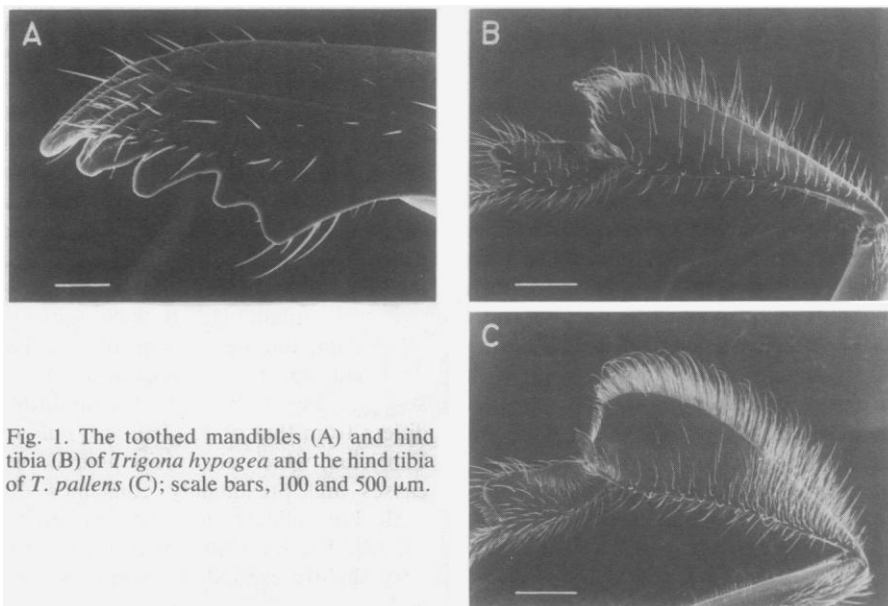 A
B
C
Fig. 1. The toothed mandibles (A) and hind
tibia (B) of Trigona hypogea and the hind tibia
of T. pallens (C); scale bars, 100 and 500 μm.